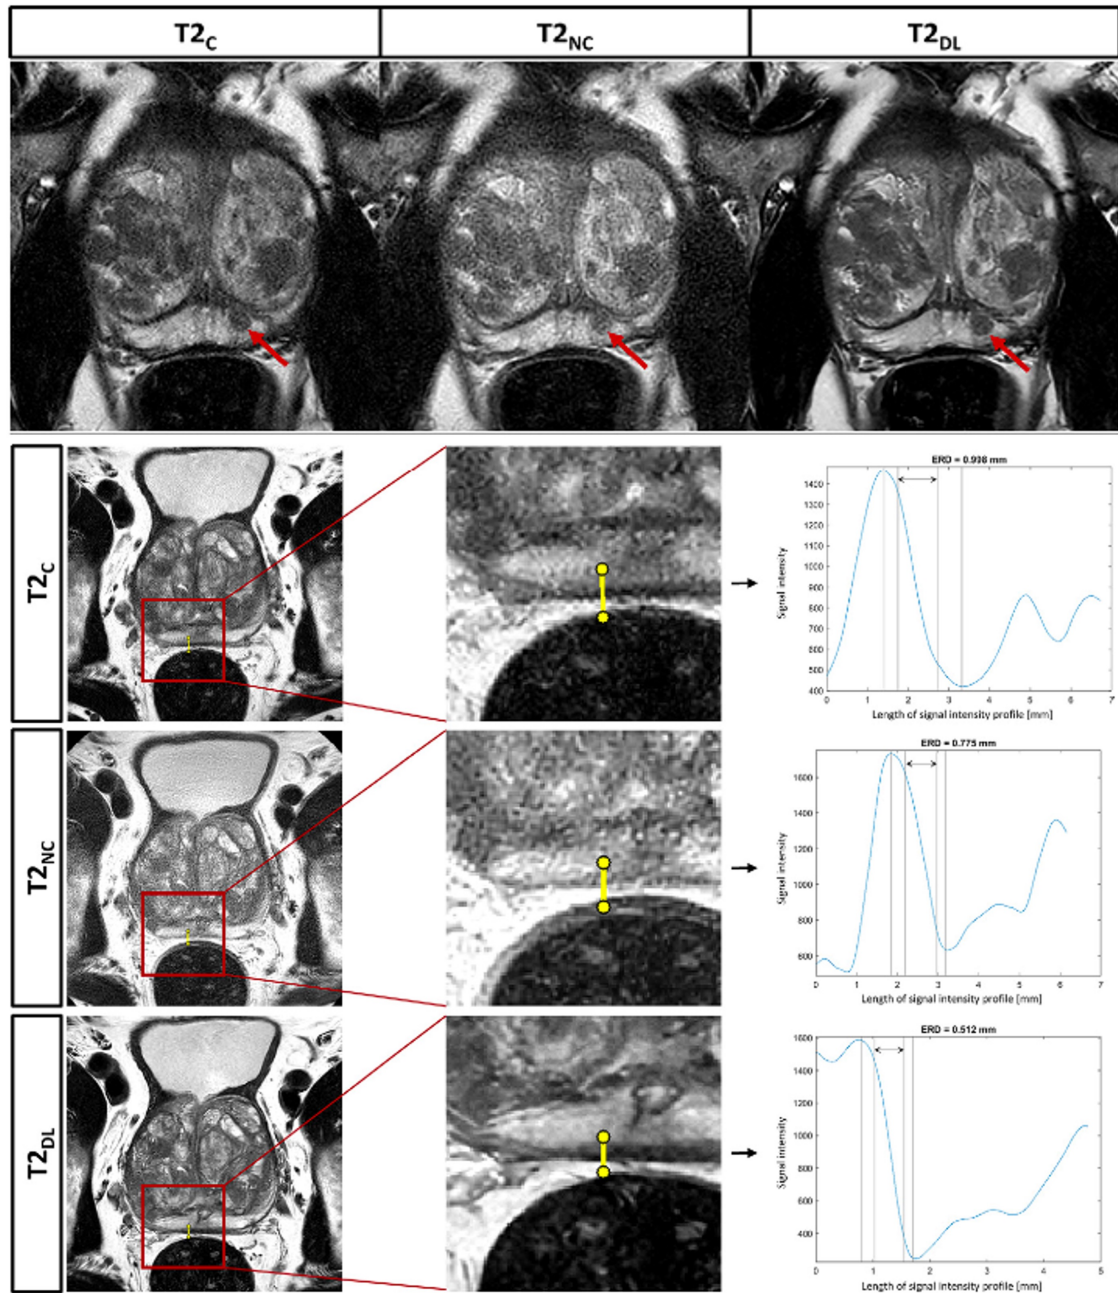 T2C T2NC T2DL
T2C
ERD = 0.998 mm
Signal intensity
1400
1300
1200
1100
1000
900
800
700
600
500
400
0 1 2 3 4 5 6 7
Length of signal intensity profile [mm]
T2NC
ERD = 0.775 mm
Signal intensity
1600
1400
1200
1000
800
600
0 1 2 3 4 5 6 7
Length of signal intensity profile [mm]
T2DL
ERD = 0.512 mm
Signal intensity
1600
1400
1200
1000
800
600
400
0 1 2 3 4 5
Length of signal intensity profile [mm]